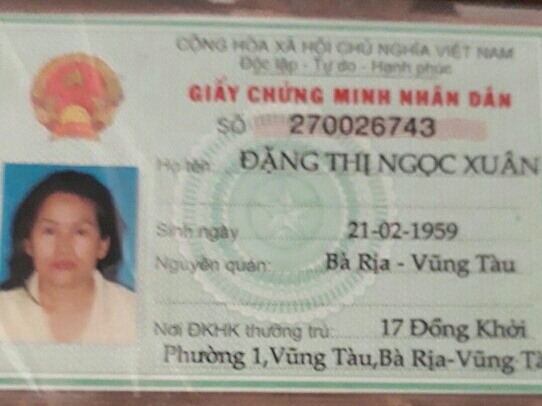 CỘNG HÒA XÃ HỘI CHỦ NGHĨA VIỆT NAM
Độc lập - Tự do - Hạnh phúc
GIẤY CHỨNG MINH NHÂN DÂN
SỐ 270026743
Họ tên: ĐẶNG THỊ NGỌC XUÂN
Sinh ngày 21-02-1959
Nguyên quán: Bà Rịa - Vũng Tàu
Nơi ĐKHK thường trú: 17 Đồng Khởi
Phường 1,Vũng Tàu,Bà Rịa-Vũng Tà